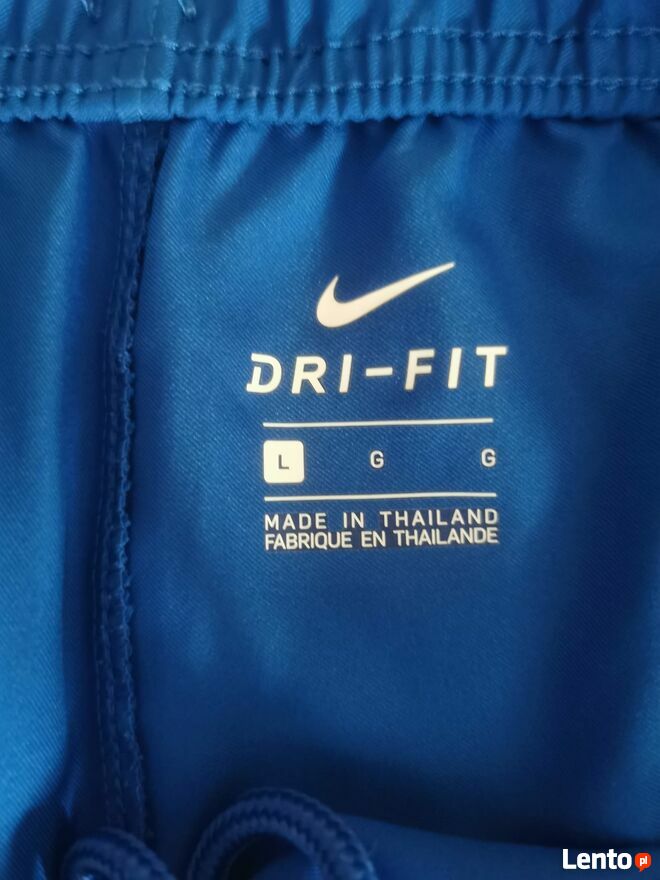 DRI-FIT
L G G
MADE IN THAILAND
FABRIQUE EN THAILANDE
Lento.pl